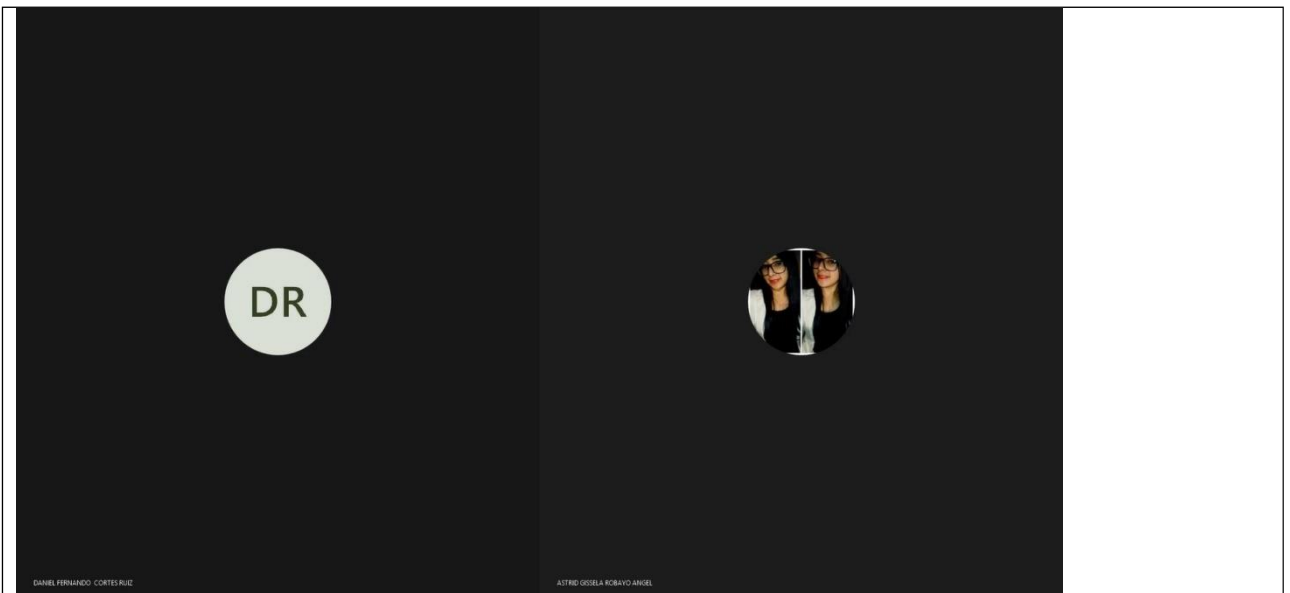 DR
DANIEL FERNANDO CORTES RUIZ
ASTRID GISSELA ROBAYO ANGEL